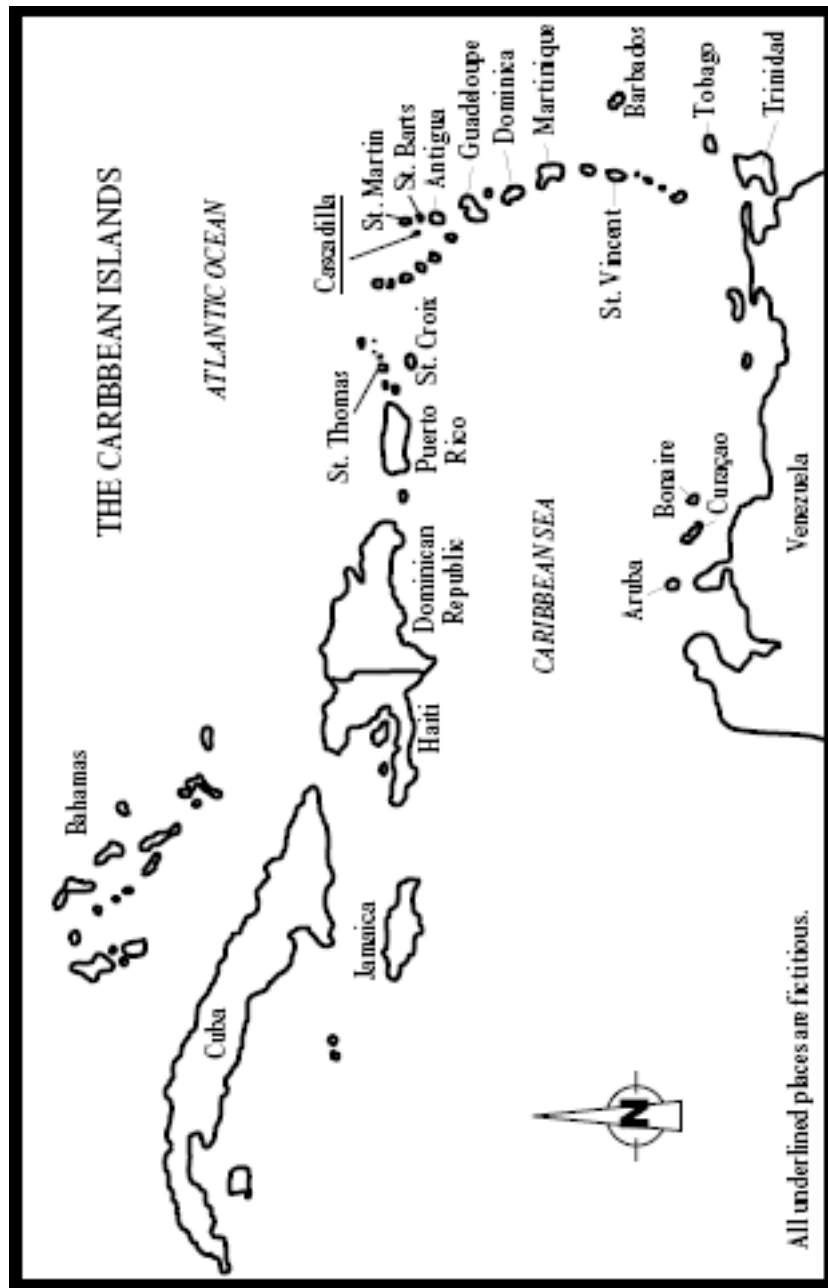 THE CARIBBEAN ISLANDS
ATLANTIC OCEAN
Bahamas
Cuba
Jamaica
Haiti
Dominican
Republic
Puerto
Rico
St. Thomas
St. Croix
Cascadilla
St. Martin
St. Barts
Antigua
Guadeloupe
Dominica
Martinique
St. Vincent
Barbados
Tobago
Trinidad
CARIBBEAN SEA
Aruba
Bonaire
Curaçao
Venezuela
N
All underlined places are fictitious.